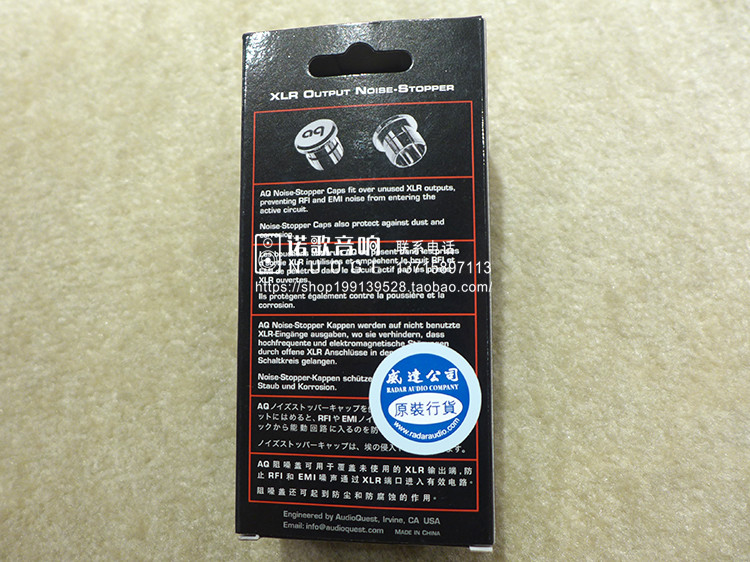 XLR OUTPUT NOISE-STOPPER
aq
AQ Noise-Stopper Caps fit over unused XLR outputs,
preventing RFI and EMI noise from entering the
active circuit.
Noise-Stopper Caps also protect against dust and
corrosion.
诺歌音响 联系电话
NUOGE 13715807113
https://shop199139528.taobao.com/
XLR ouvertes.
Ils protègent également contre la poussière et la
corrosion.
AQ Noise-Stopper Kappen werden auf nicht benutzte
XLR-Eingänge ausgaben, wo sie verhindern, dass
hochfrequente und elektromagnetische
durch offene XLR Anschlüsse in den
Schaltkreis gelangen.
Noise-Stopper-Kappen schützen
Staub und Korrosion.
威達公司
RADAR AUDIO COMPANY
原裝行貨
www.radaraudio.com
AQノイズストッパーキャップを
ットにはめると、RFIやEMIノイ
ックから能動回路に入るのを防
ノイズストッパーキャップは、埃の侵入
AQ 阻噪盖可用于覆盖未使用的 XLR 输出端,防
止 RFI 和 EMI 噪声通过 XLR 端口进入有效电路。
阻噪盖还可起到防尘和防腐蚀的作用。
Engineered by AudioQuest, Irvine, CA USA
Email: info@audioquest.com MADE IN CHINA